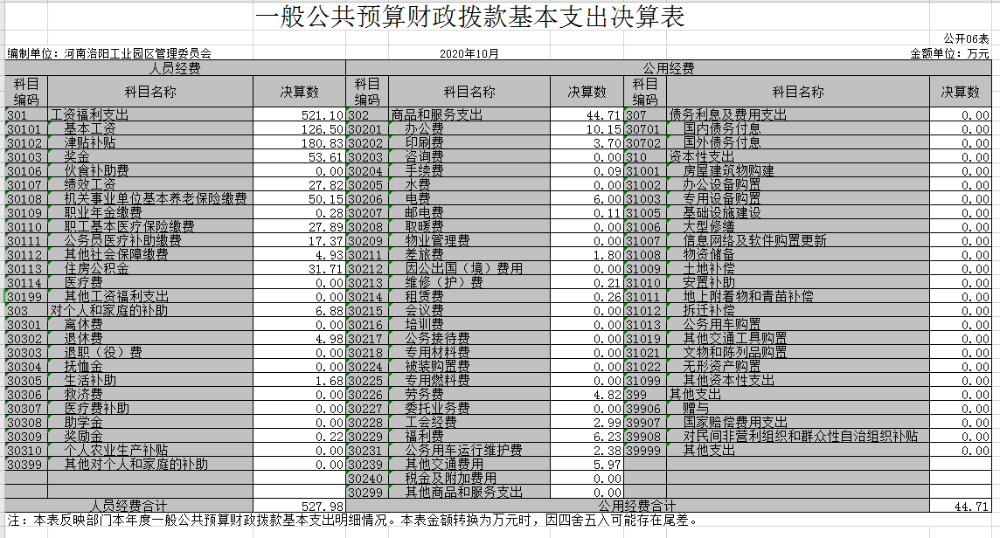 一般公共预算财政拨款基本支出决算表
公开06表
编制单位：河南洛阳工业园区管理委员会 2020年10月 金额单位：万元
人员经费 公用经费
科目编码 科目名称 决算数 科目编码 科目名称 决算数 科目编码 科目名称 决算数
301 工资福利支出 521.10 302 商品和服务支出 44.71 307 债务利息及费用支出 0.00
30101 基本工资 126.50 30201 办公费 10.15 30701 国内债务付息 0.00
30102 津贴补贴 180.83 30202 印刷费 3.70 30702 国外债务付息 0.00
30103 奖金 53.61 30203 咨询费 0.00 310 资本性支出 0.00
30106 伙食补助费 0.00 30204 手续费 0.09 31001 房屋建筑物购建 0.00
30107 绩效工资 27.82 30205 水费 0.00 31002 办公设备购置 0.00
30108 机关事业单位基本养老保险缴费 50.15 30206 电费 6.00 31003 专用设备购置 0.00
30109 职业年金缴费 0.28 30207 邮电费 0.11 31005 基础设施建设 0.00
30110 职工基本医疗保险缴费 27.89 30208 取暖费 0.00 31006 大型修缮 0.00
30111 公务员医疗补助缴费 17.37 30209 物业管理费 0.00 31007 信息网络及软件购置更新 0.00
30112 其他社会保障缴费 4.93 30211 差旅费 1.80 31008 物资储备 0.00
30113 住房公积金 31.71 30212 因公出国（境）费用 0.00 31009 土地补偿 0.00
30114 医疗费 0.00 30213 维修（护）费 0.21 31010 安置补助 0.00
30199 其他工资福利支出 0.00 30214 租赁费 0.26 31011 地上附着物和青苗补偿 0.00
303 对个人和家庭的补助 6.88 30215 会议费 0.00 31012 拆迁补偿 0.00
30301 离休费 0.00 30216 培训费 0.00 31013 公务用车购置 0.00
30302 退休费 4.98 30217 公务接待费 0.00 31019 其他交通工具购置 0.00
30303 退职（役）费 0.00 30218 专用材料费 0.00 31021 文物和陈列品购置 0.00
30304 抚恤金 0.00 30224 被装购置费 0.00 31022 无形资产购置 0.00
30305 生活补助 1.68 30225 专用燃料费 0.00 31099 其他资本性支出 0.00
30306 救济费 0.00 30226 劳务费 4.82 399 其他支出 0.00
30307 医疗费补助 0.00 30227 委托业务费 0.00 39906 赠与 0.00
30308 助学金 0.00 30228 工会经费 2.99 39907 国家赔偿费用支出 0.00
30309 奖励金 0.22 30229 福利费 6.23 39908 对民间非营利组织和群众性自治组织补贴 0.00
30310 个人农业生产补贴 0.00 30231 公务用车运行维护费 2.38 39999 其他支出 0.00
30399 其他对个人和家庭的补助 0.00 30239 其他交通费用 5.97
30240 税金及附加费用 0.00
30299 其他商品和服务支出 0.00
人员经费合计 527.98 公用经费合计 44.71
注：本表反映部门本年度一般公共预算财政拨款基本支出明细情况。本表金额转换为万元时，因四舍五入可能存在尾差。